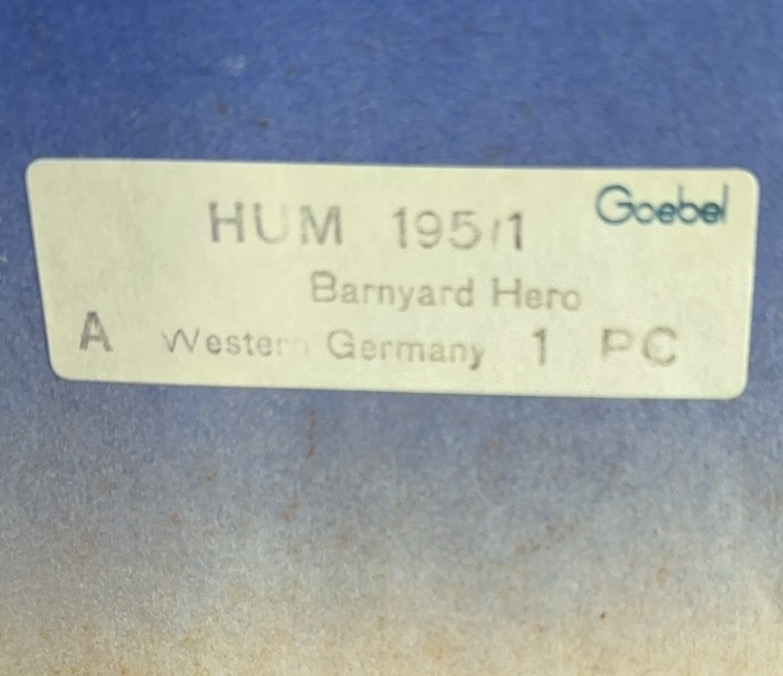 Goebel
HUM 195/1
Barnyard Hero
A Western Germany 1 PC